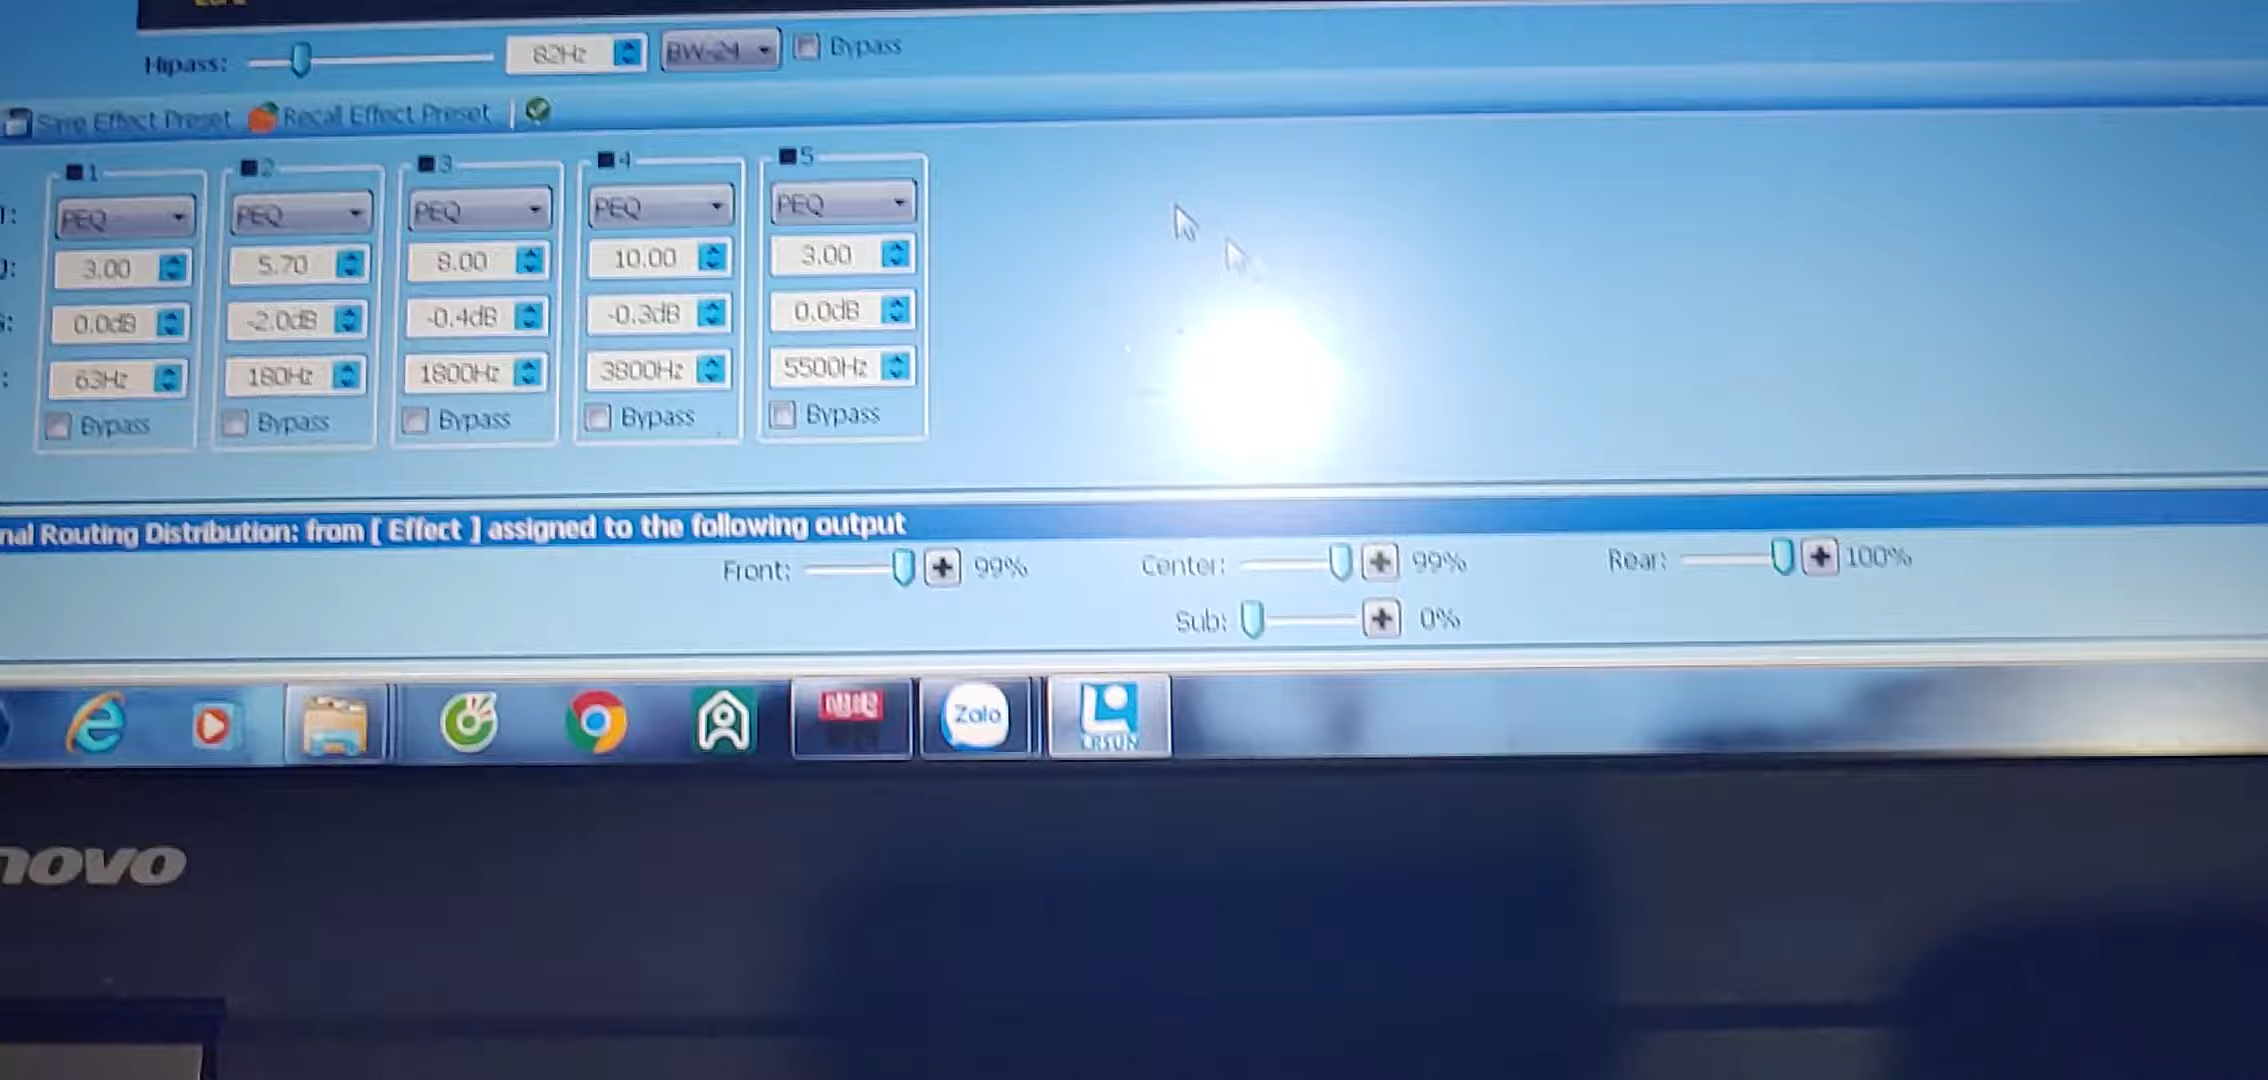 Hipass: 82Hz BW-24 Bypass
Save Effect Preset Recall Effect Preset
1 2 3 4 5
PEQ PEQ PEQ PEQ PEQ
3.00 5.70 8.00 10.00 3.00
0.0dB -2.0dB -0.4dB -0.3dB 0.0dB
63Hz 180Hz 1800Hz 3800Hz 5500Hz
Bypass Bypass Bypass Bypass Bypass
nal Routing Distribution: from [ Effect ] assigned to the following output
Front: 99% Center: 99% Rear: 100%
Sub: 0%
Zalo
novo